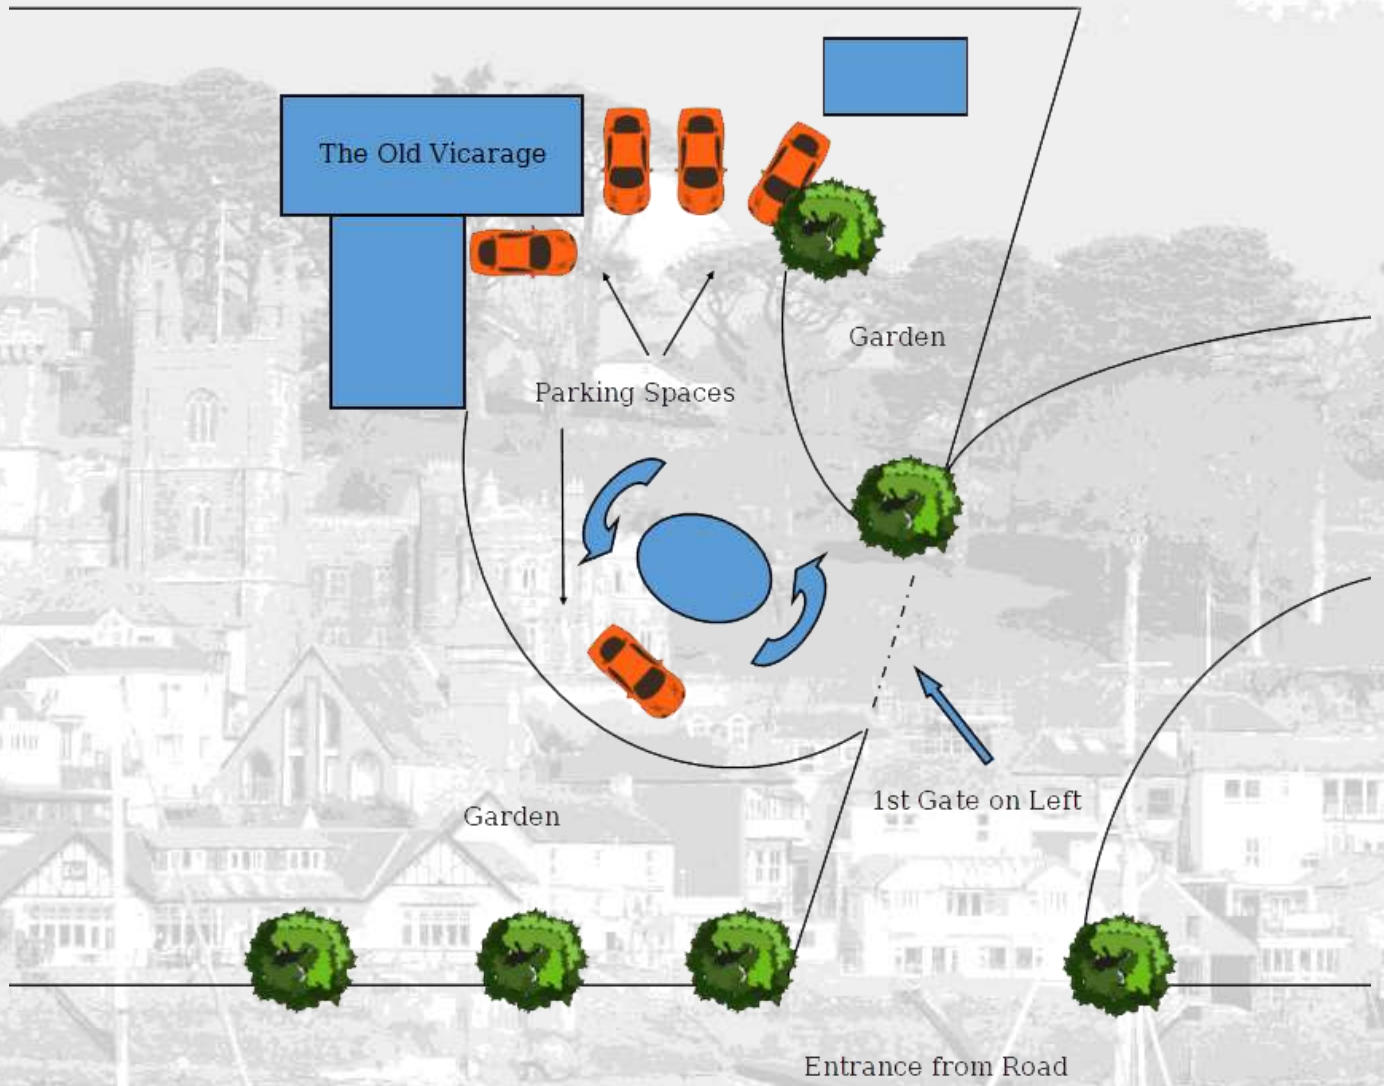 The Old Vicarage
Garden
Parking Spaces
1st Gate on Left
Garden
Entrance from Road